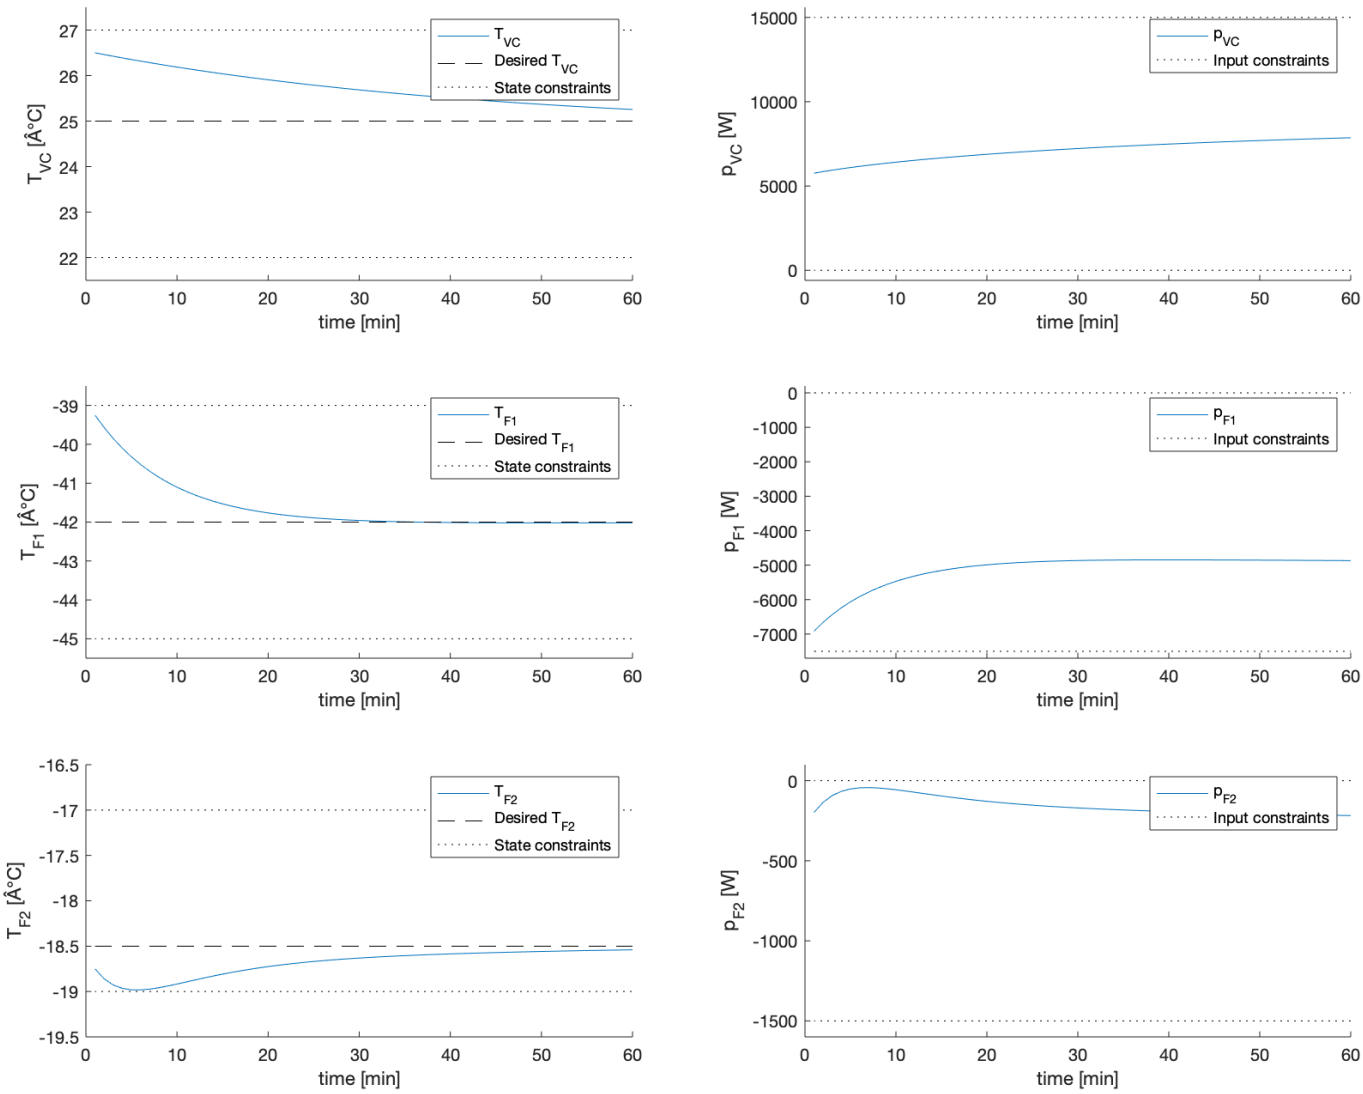 27
26
25
24
23
22
T_VC [Â°C]
0 10 20 30 40 50 60
time [min]
T_VC
Desired T_VC
State constraints
15000
10000
5000
0
p_VC [W]
0 10 20 30 40 50 60
time [min]
p_VC
Input constraints
-39
-40
-41
-42
-43
-44
-45
T_F1 [Â°C]
0 10 20 30 40 50 60
time [min]
T_F1
Desired T_F1
State constraints
0
-1000
-2000
-3000
-4000
-5000
-6000
-7000
p_F1 [W]
0 10 20 30 40 50 60
time [min]
p_F1
Input constraints
-16.5
-17
-17.5
-18
-18.5
-19
-19.5
T_F2 [Â°C]
0 10 20 30 40 50 60
time [min]
T_F2
Desired T_F2
State constraints
0
-500
-1000
-1500
p_F2 [W]
0 10 20 30 40 50 60
time [min]
p_F2
Input constraints